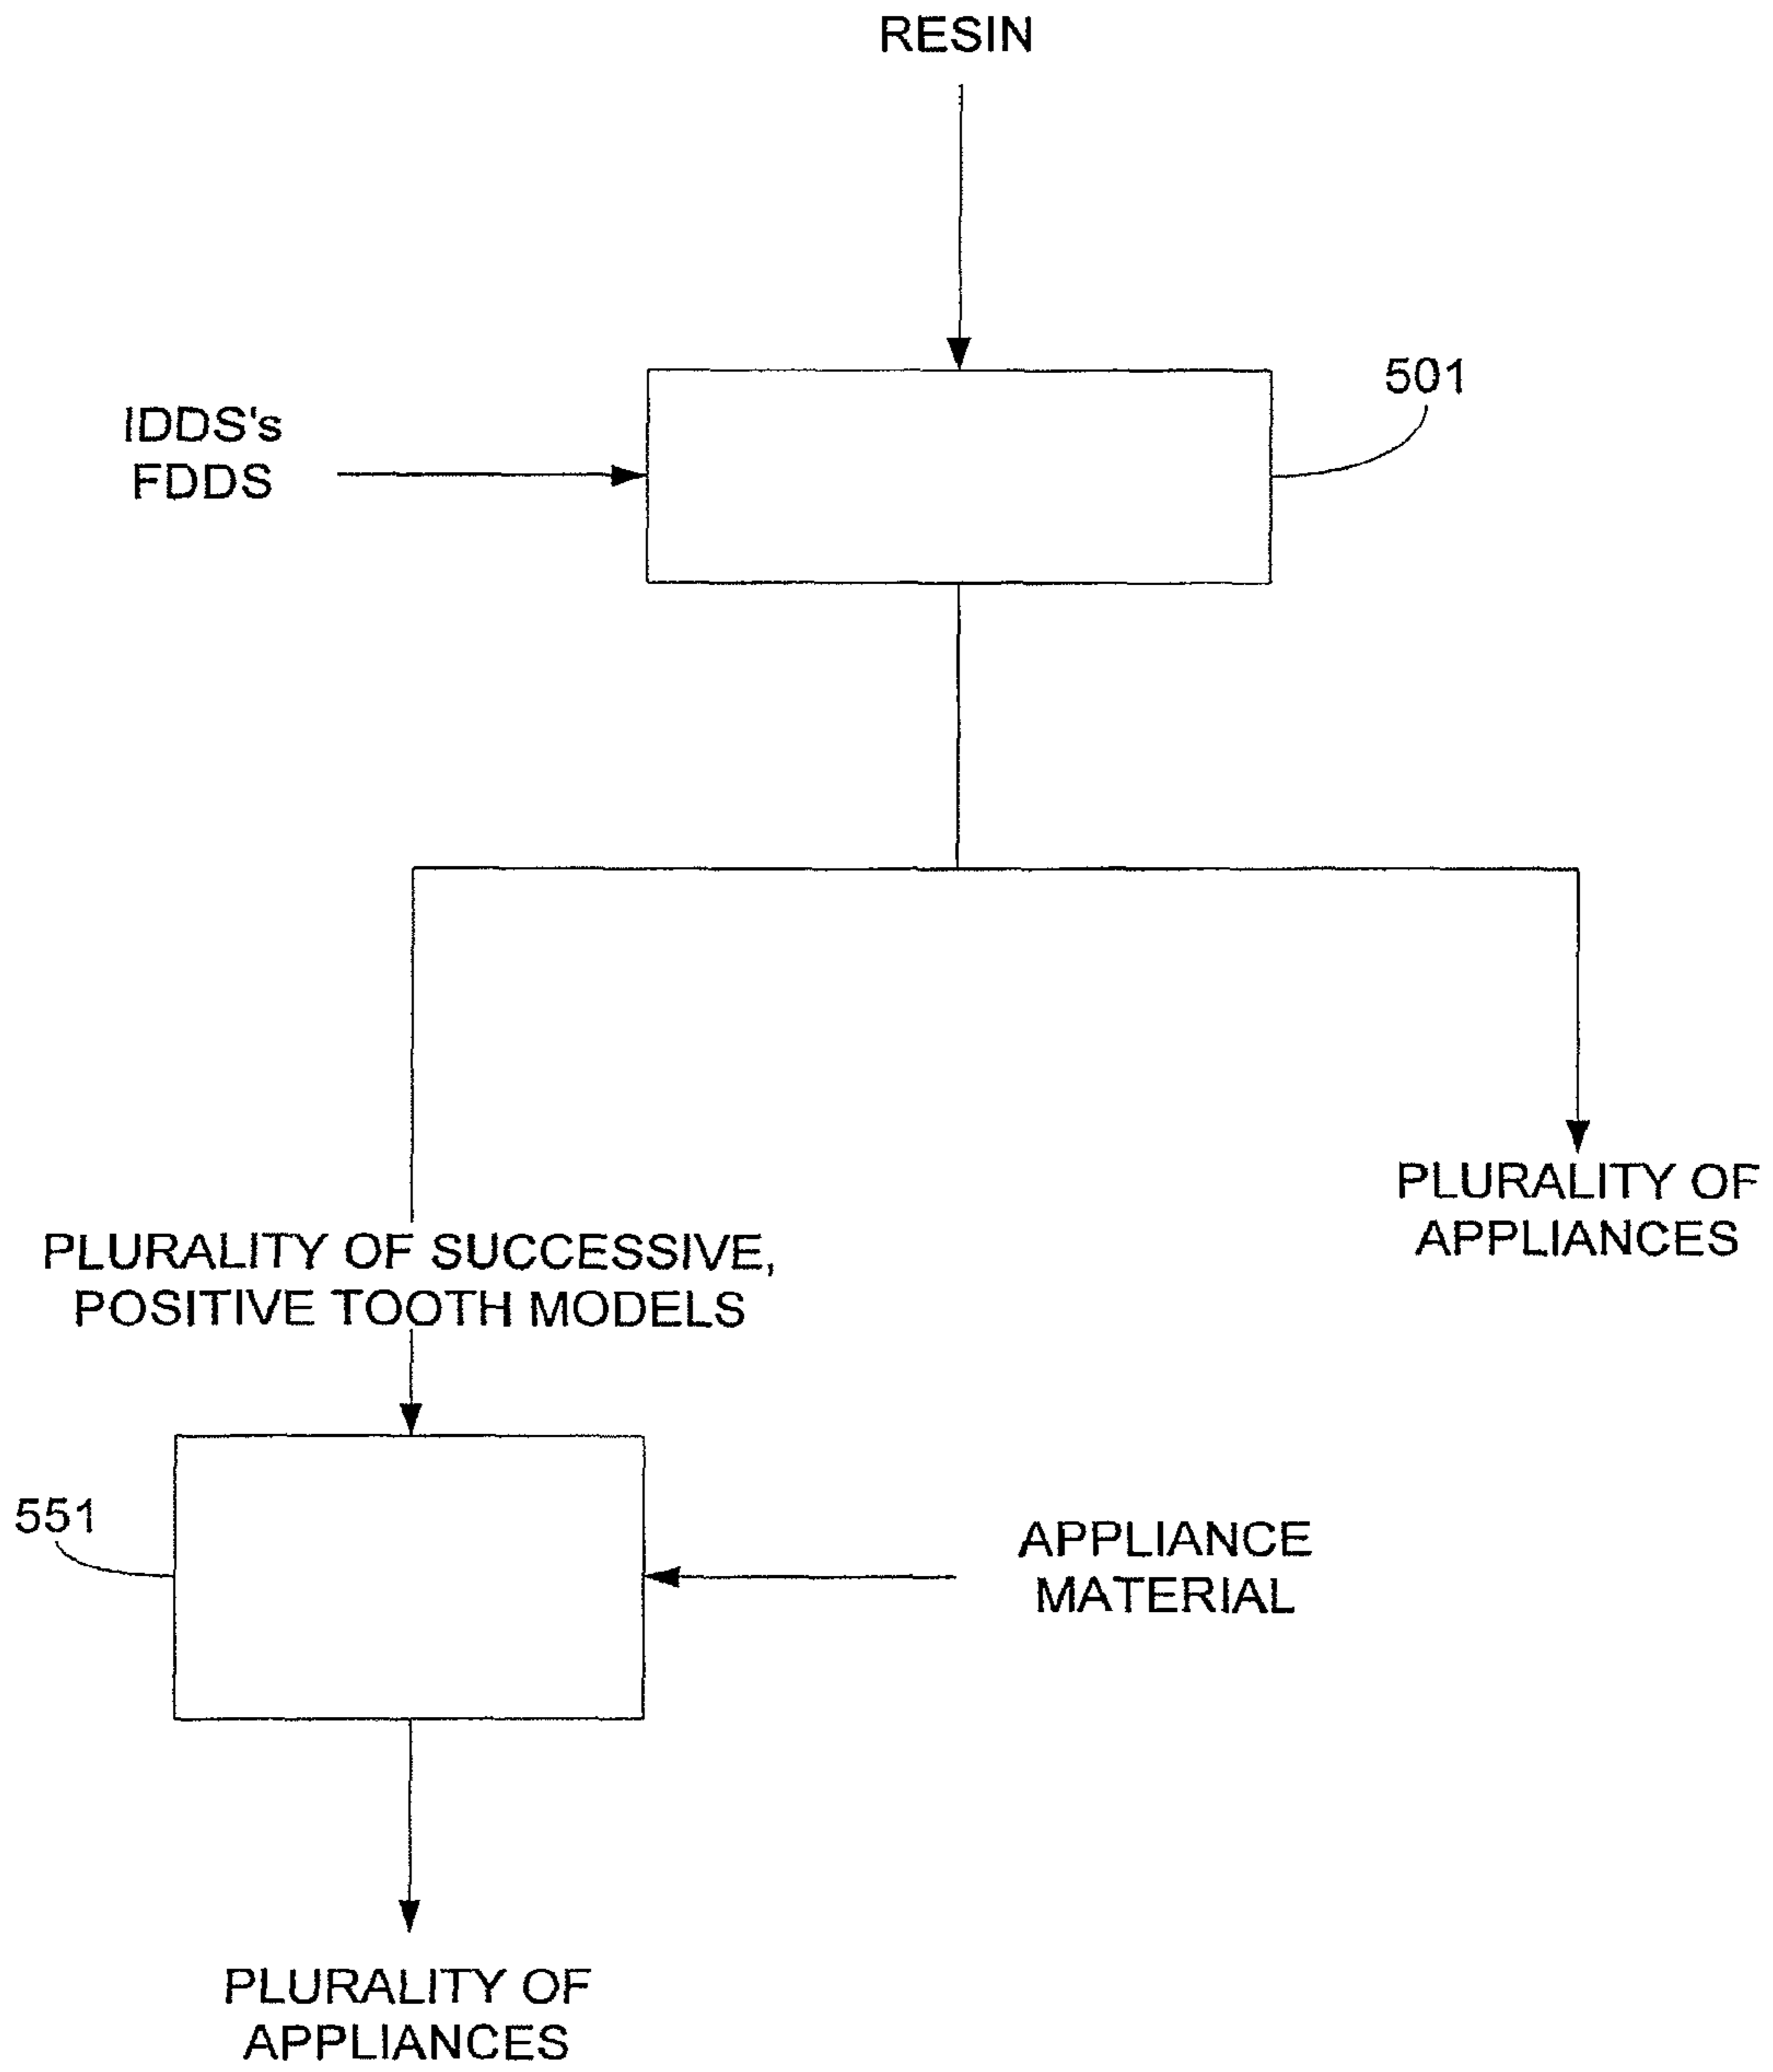 RESIN
501
IDDS's
FDDS
PLURALITY OF
APPLIANCES
PLURALITY OF SUCCESSIVE,
POSITIVE TOOTH MODELS
551
APPLIANCE
MATERIAL
PLURALITY OF
APPLIANCES